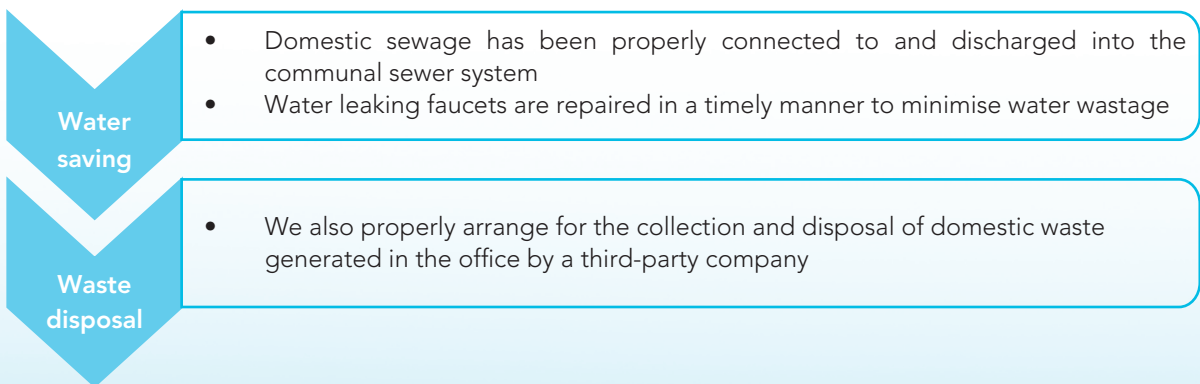 Water
saving
• Domestic sewage has been properly connected to and discharged into the
communal sewer system
• Water leaking faucets are repaired in a timely manner to minimise water wastage
Waste
disposal
• We also properly arrange for the collection and disposal of domestic waste
generated in the office by a third-party company